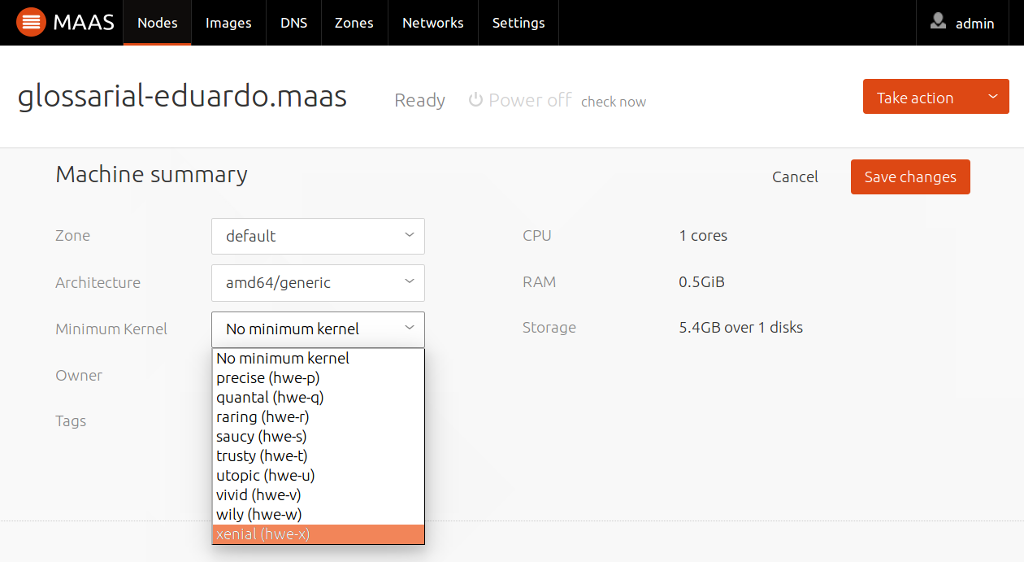 MAAS Nodes Images DNS Zones Networks Settings admin
glossarial-eduardo.maas Ready Power off check now Take action
Machine summary Cancel Save changes
Zone default CPU 1 cores
Architecture amd64/generic RAM 0.5GiB
Minimum Kernel No minimum kernel Storage 5.4GB over 1 disks
No minimum kernel
Owner precise (hwe-p)
quantal (hwe-q)
Tags raring (hwe-r)
saucy (hwe-s)
trusty (hwe-t)
utopic (hwe-u)
vivid (hwe-v)
wily (hwe-w)
xenial (hwe-x)